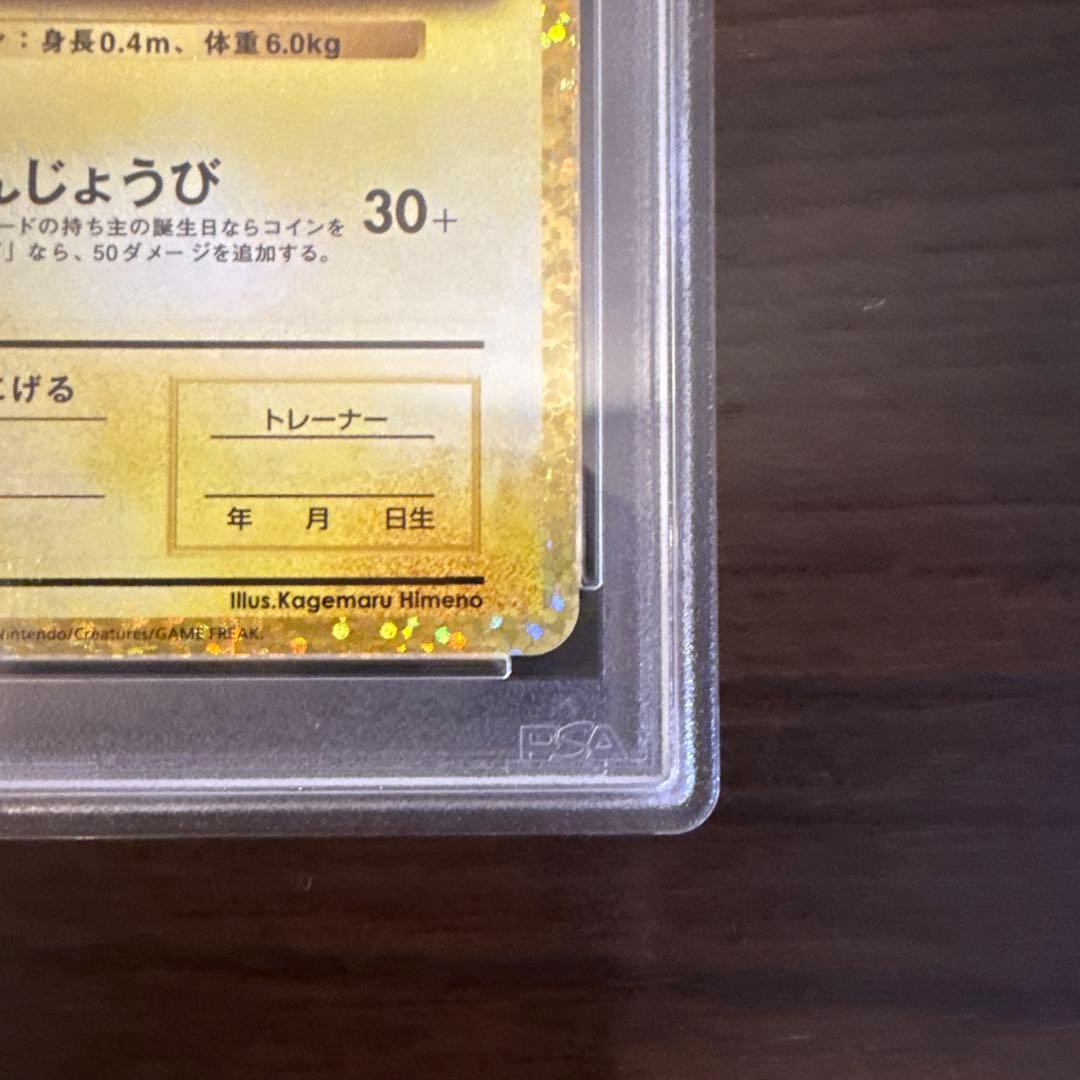 ：身長0.4m、体重6.0kg
んじょうび
30+
ードの持ち主の誕生日ならコインを
」なら、50ダメージを追加する。
にげる
トレーナー
年 月 日生
Illus.Kagemaru Himeno
Nintendo/Creatures/GAME FREAK.
PSA